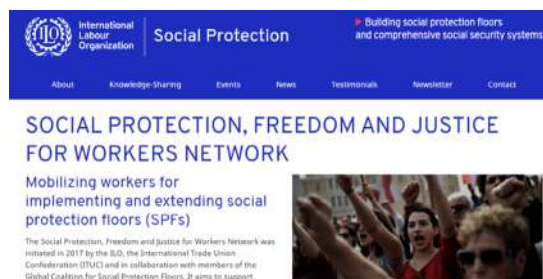 International
Labour
Organization
Social Protection
Building social protection floors
and comprehensive social security systems
About Knowledge-Sharing Events News Testimonials Newsletter Contact
SOCIAL PROTECTION, FREEDOM AND JUSTICE
FOR WORKERS NETWORK
Mobilizing workers for
implementing and extending social
protection floors (SPFs)
The Social Protection, Freedom and Justice for Workers Network was
initiated in 2017 by the ILO, the International Trade Union
Confederation (ITUC) and in collaboration with members of the
Global Coalition for Social Protection Floors. It aims to support